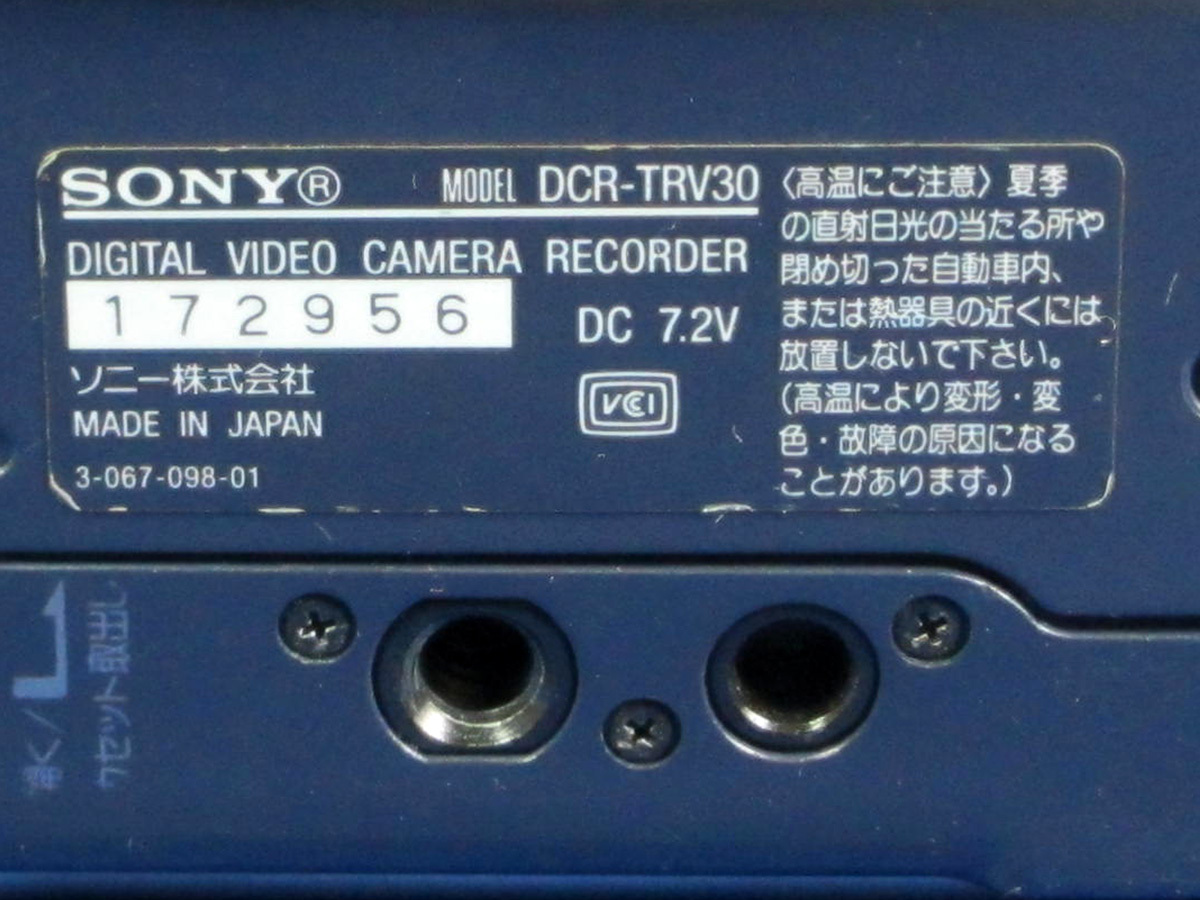 SONY®
MODEL DCR-TRV30
DIGITAL VIDEO CAMERA RECORDER
172956
DC 7.2V
ソニー株式会社
MADE IN JAPAN
VCCI
3-067-098-01
〈高温にご注意〉夏季
の直射日光の当たる所や
閉め切った自動車内、
または熱器具の近くには
放置しないで下さい。
(高温により変形・変
色・故障の原因になる
ことがあります。)
開く/
カセット取出し